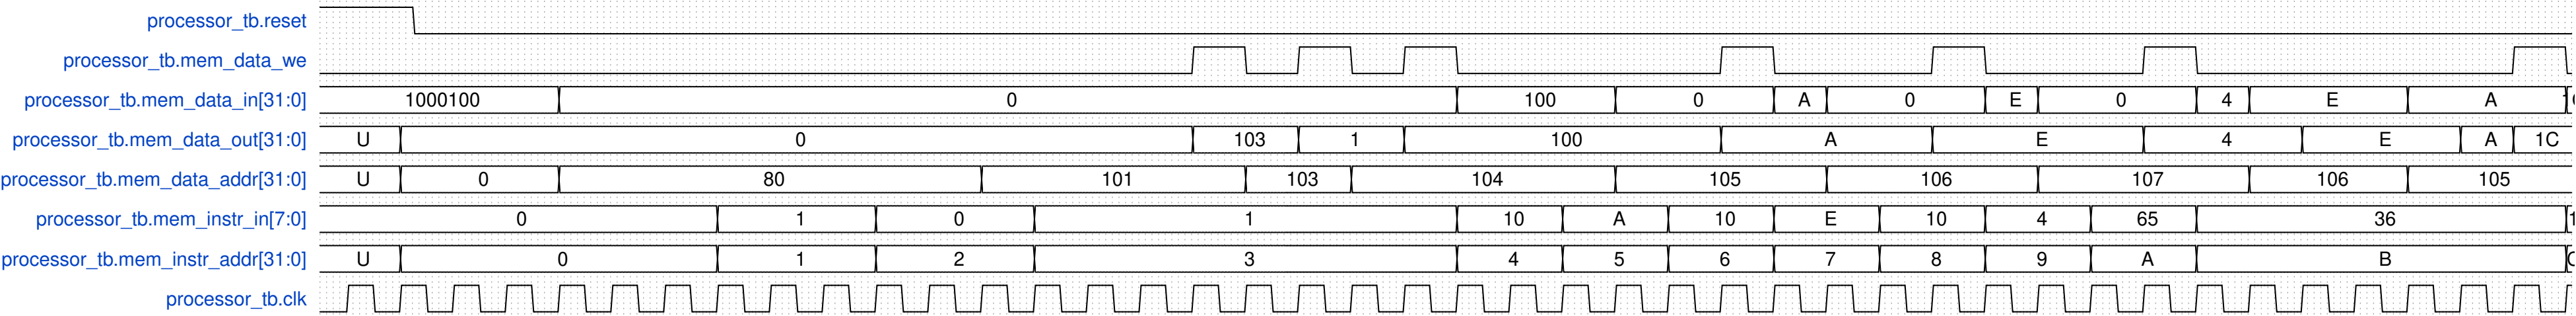 processor_tb.reset
processor_tb.mem_data_we
processor_tb.mem_data_in[31:0] 1000100 0 100 0 A 0 E 0 4 E A
processor_tb.mem_data_out[31:0] U 0 103 1 100 A E 4 E A 1C
processor_tb.mem_data_addr[31:0] U 0 80 101 103 104 105 106 107 106 105
processor_tb.mem_instr_in[7:0] 0 1 0 1 10 A 10 E 10 4 65 36
processor_tb.mem_instr_addr[31:0] U 0 1 2 3 4 5 6 7 8 9 A B
processor_tb.clk